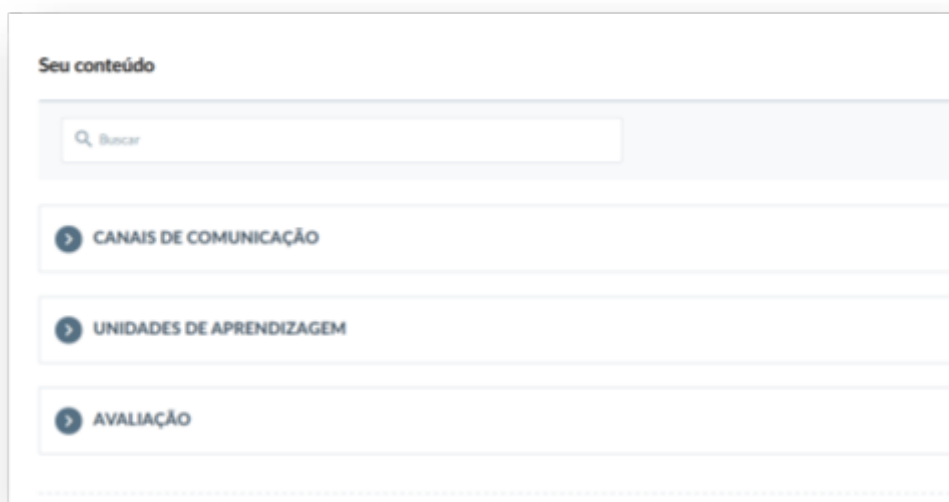 Seu conteúdo
Buscar
CANAIS DE COMUNICAÇÃO
UNIDADES DE APRENDIZAGEM
AVALIAÇÃO